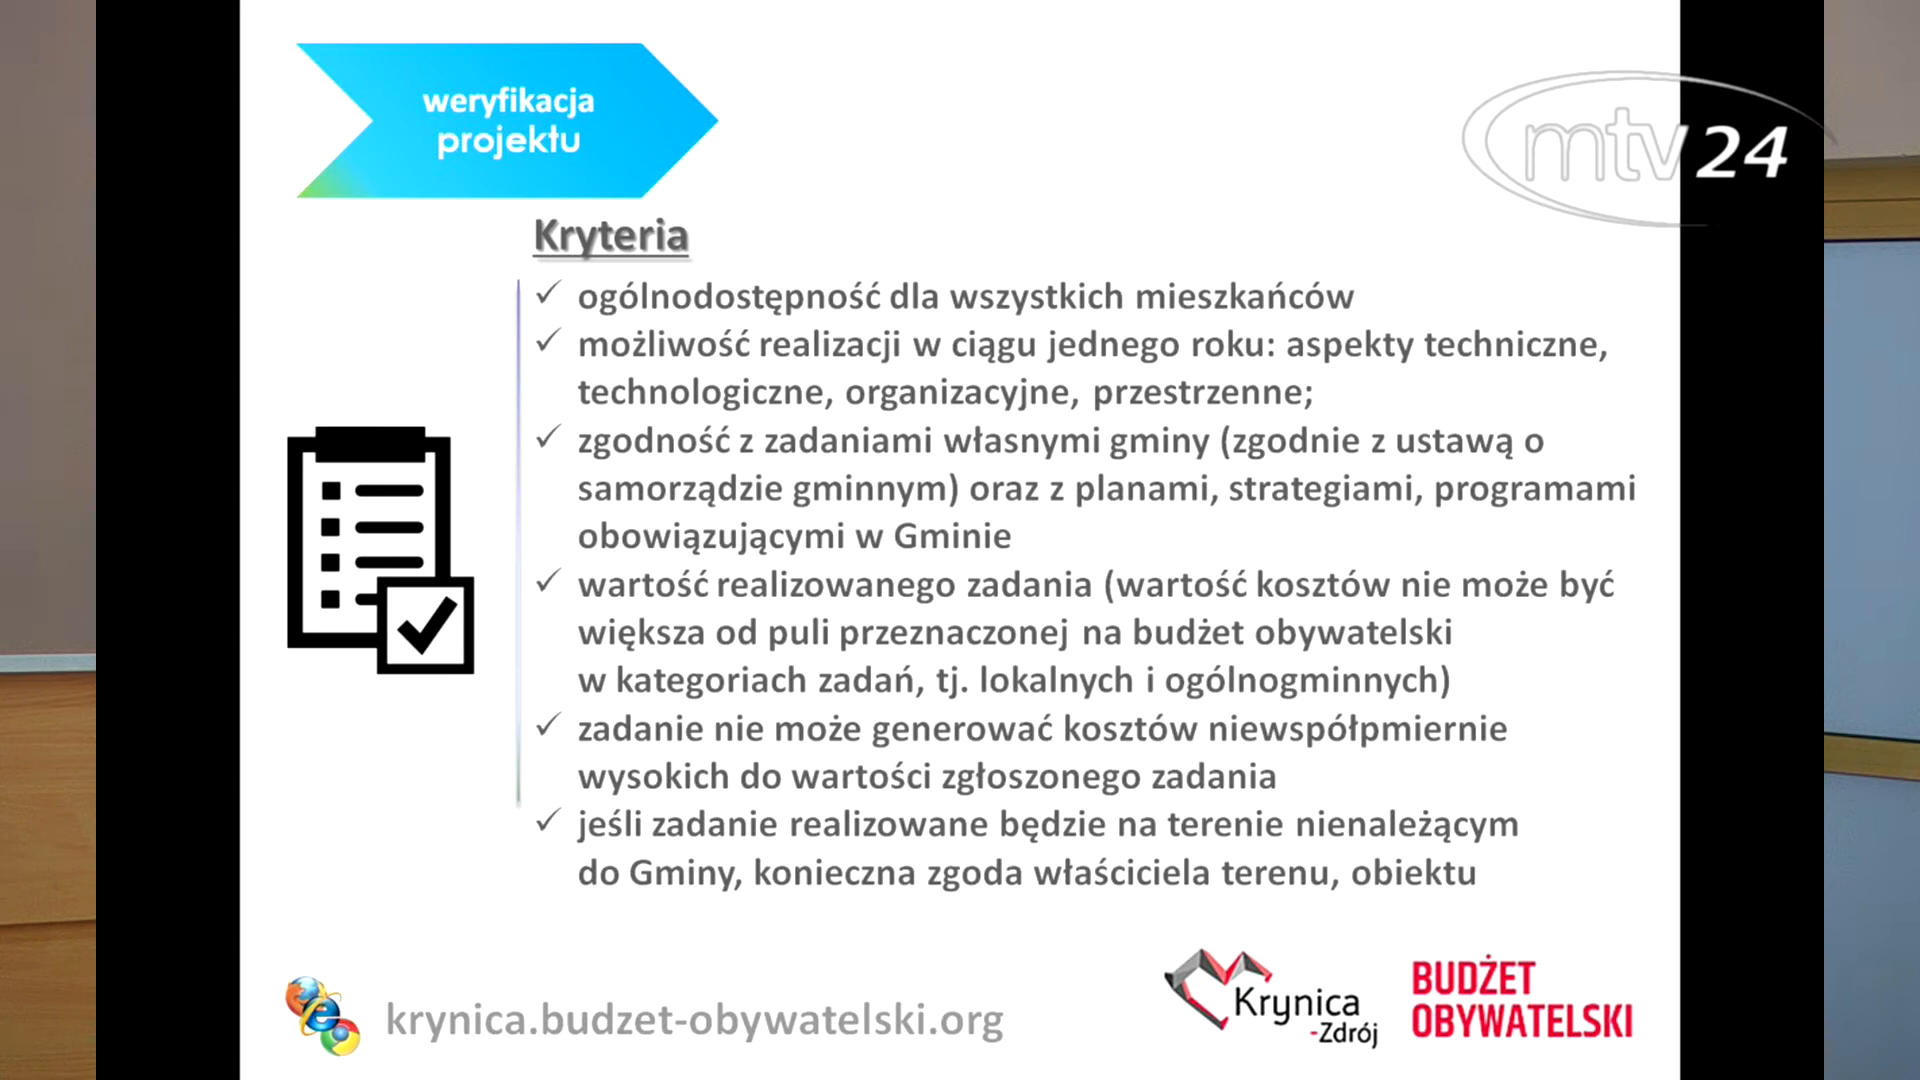 weryfikacja
projektu
mtv24
Kryteria
✓ ogólnodostępność dla wszystkich mieszkańców
✓ możliwość realizacji w ciągu jednego roku: aspekty techniczne,
technologiczne, organizacyjne, przestrzenne;
✓ zgodność z zadaniami własnymi gminy (zgodnie z ustawą o
samorządzie gminnym) oraz z planami, strategiami, programami
obowiązującymi w Gminie
✓ wartość realizowanego zadania (wartość kosztów nie może być
większa od puli przeznaczonej na budżet obywatelski
w kategoriach zadań, tj. lokalnych i ogólnogminnych)
✓ zadanie nie może generować kosztów niewspółpmiernie
wysokich do wartości zgłoszonego zadania
✓ jeśli zadanie realizowane będzie na terenie nienależącym
do Gminy, konieczna zgoda właściciela terenu, obiektu
krynica.budzet-obywatelski.org
Krynica
-Zdrój
BUDŻET
OBYWATELSKI